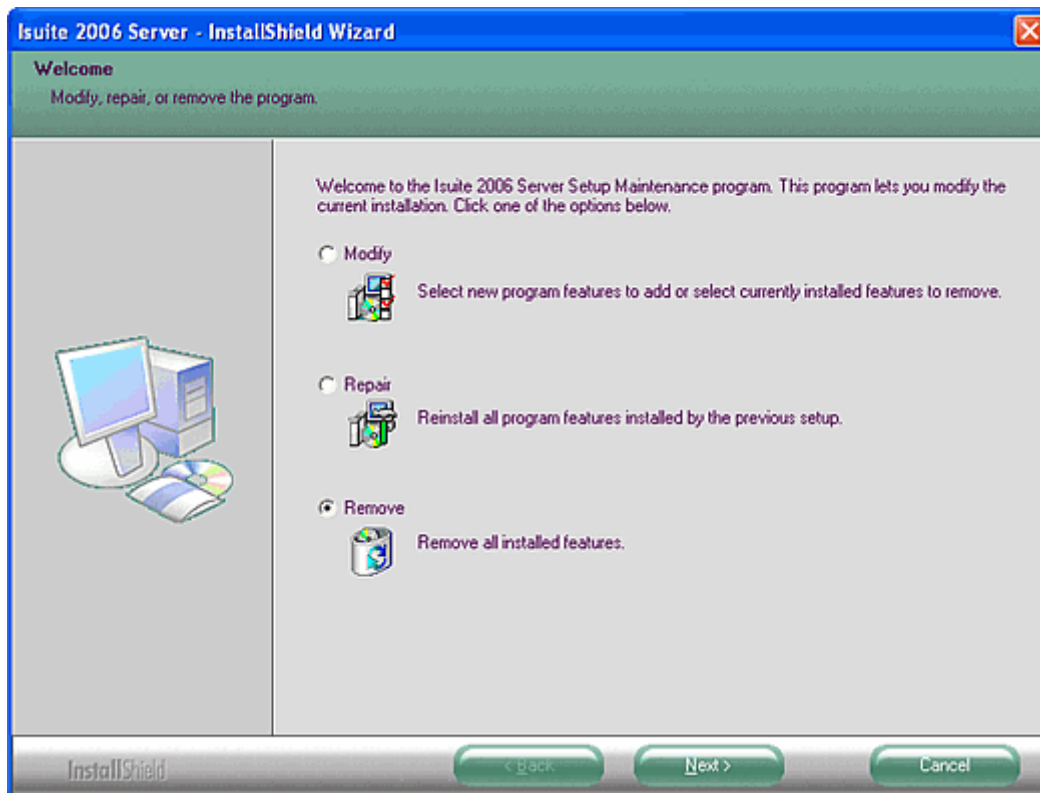 Isuite 2006 Server - InstallShield Wizard
Welcome
Modify, repair, or remove the program.
Welcome to the Isuite 2006 Server Setup Maintenance program. This program lets you modify the
current installation. Click one of the options below.
Modify
Select new program features to add or select currently installed features to remove.
Repair
Reinstall all program features installed by the previous setup.
Remove
Remove all installed features.
InstallShield
< Back
Next >
Cancel